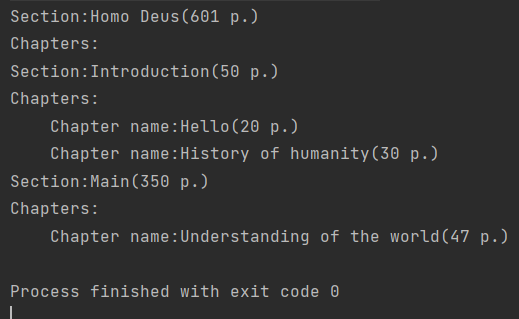 Section:Homo Deus(601 p.)
Chapters:
Section:Introduction(50 p.)
Chapters:
    Chapter name:Hello(20 p.)
    Chapter name:History of humanity(30 p.)
Section:Main(350 p.)
Chapters:
    Chapter name:Understanding of the world(47 p.)
Process finished with exit code 0